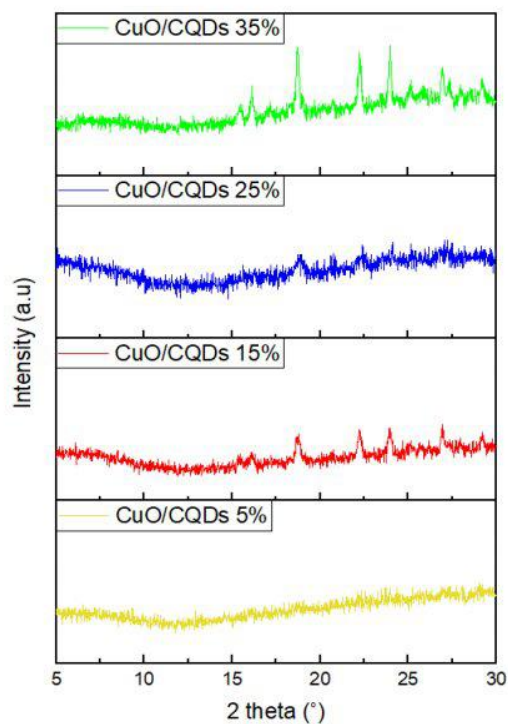 CuO/CQDs 35%
CuO/CQDs 25%
CuO/CQDs 15%
CuO/CQDs 5%
Intensity (a.u)
5 10 15 20 25 30
2 theta (°)